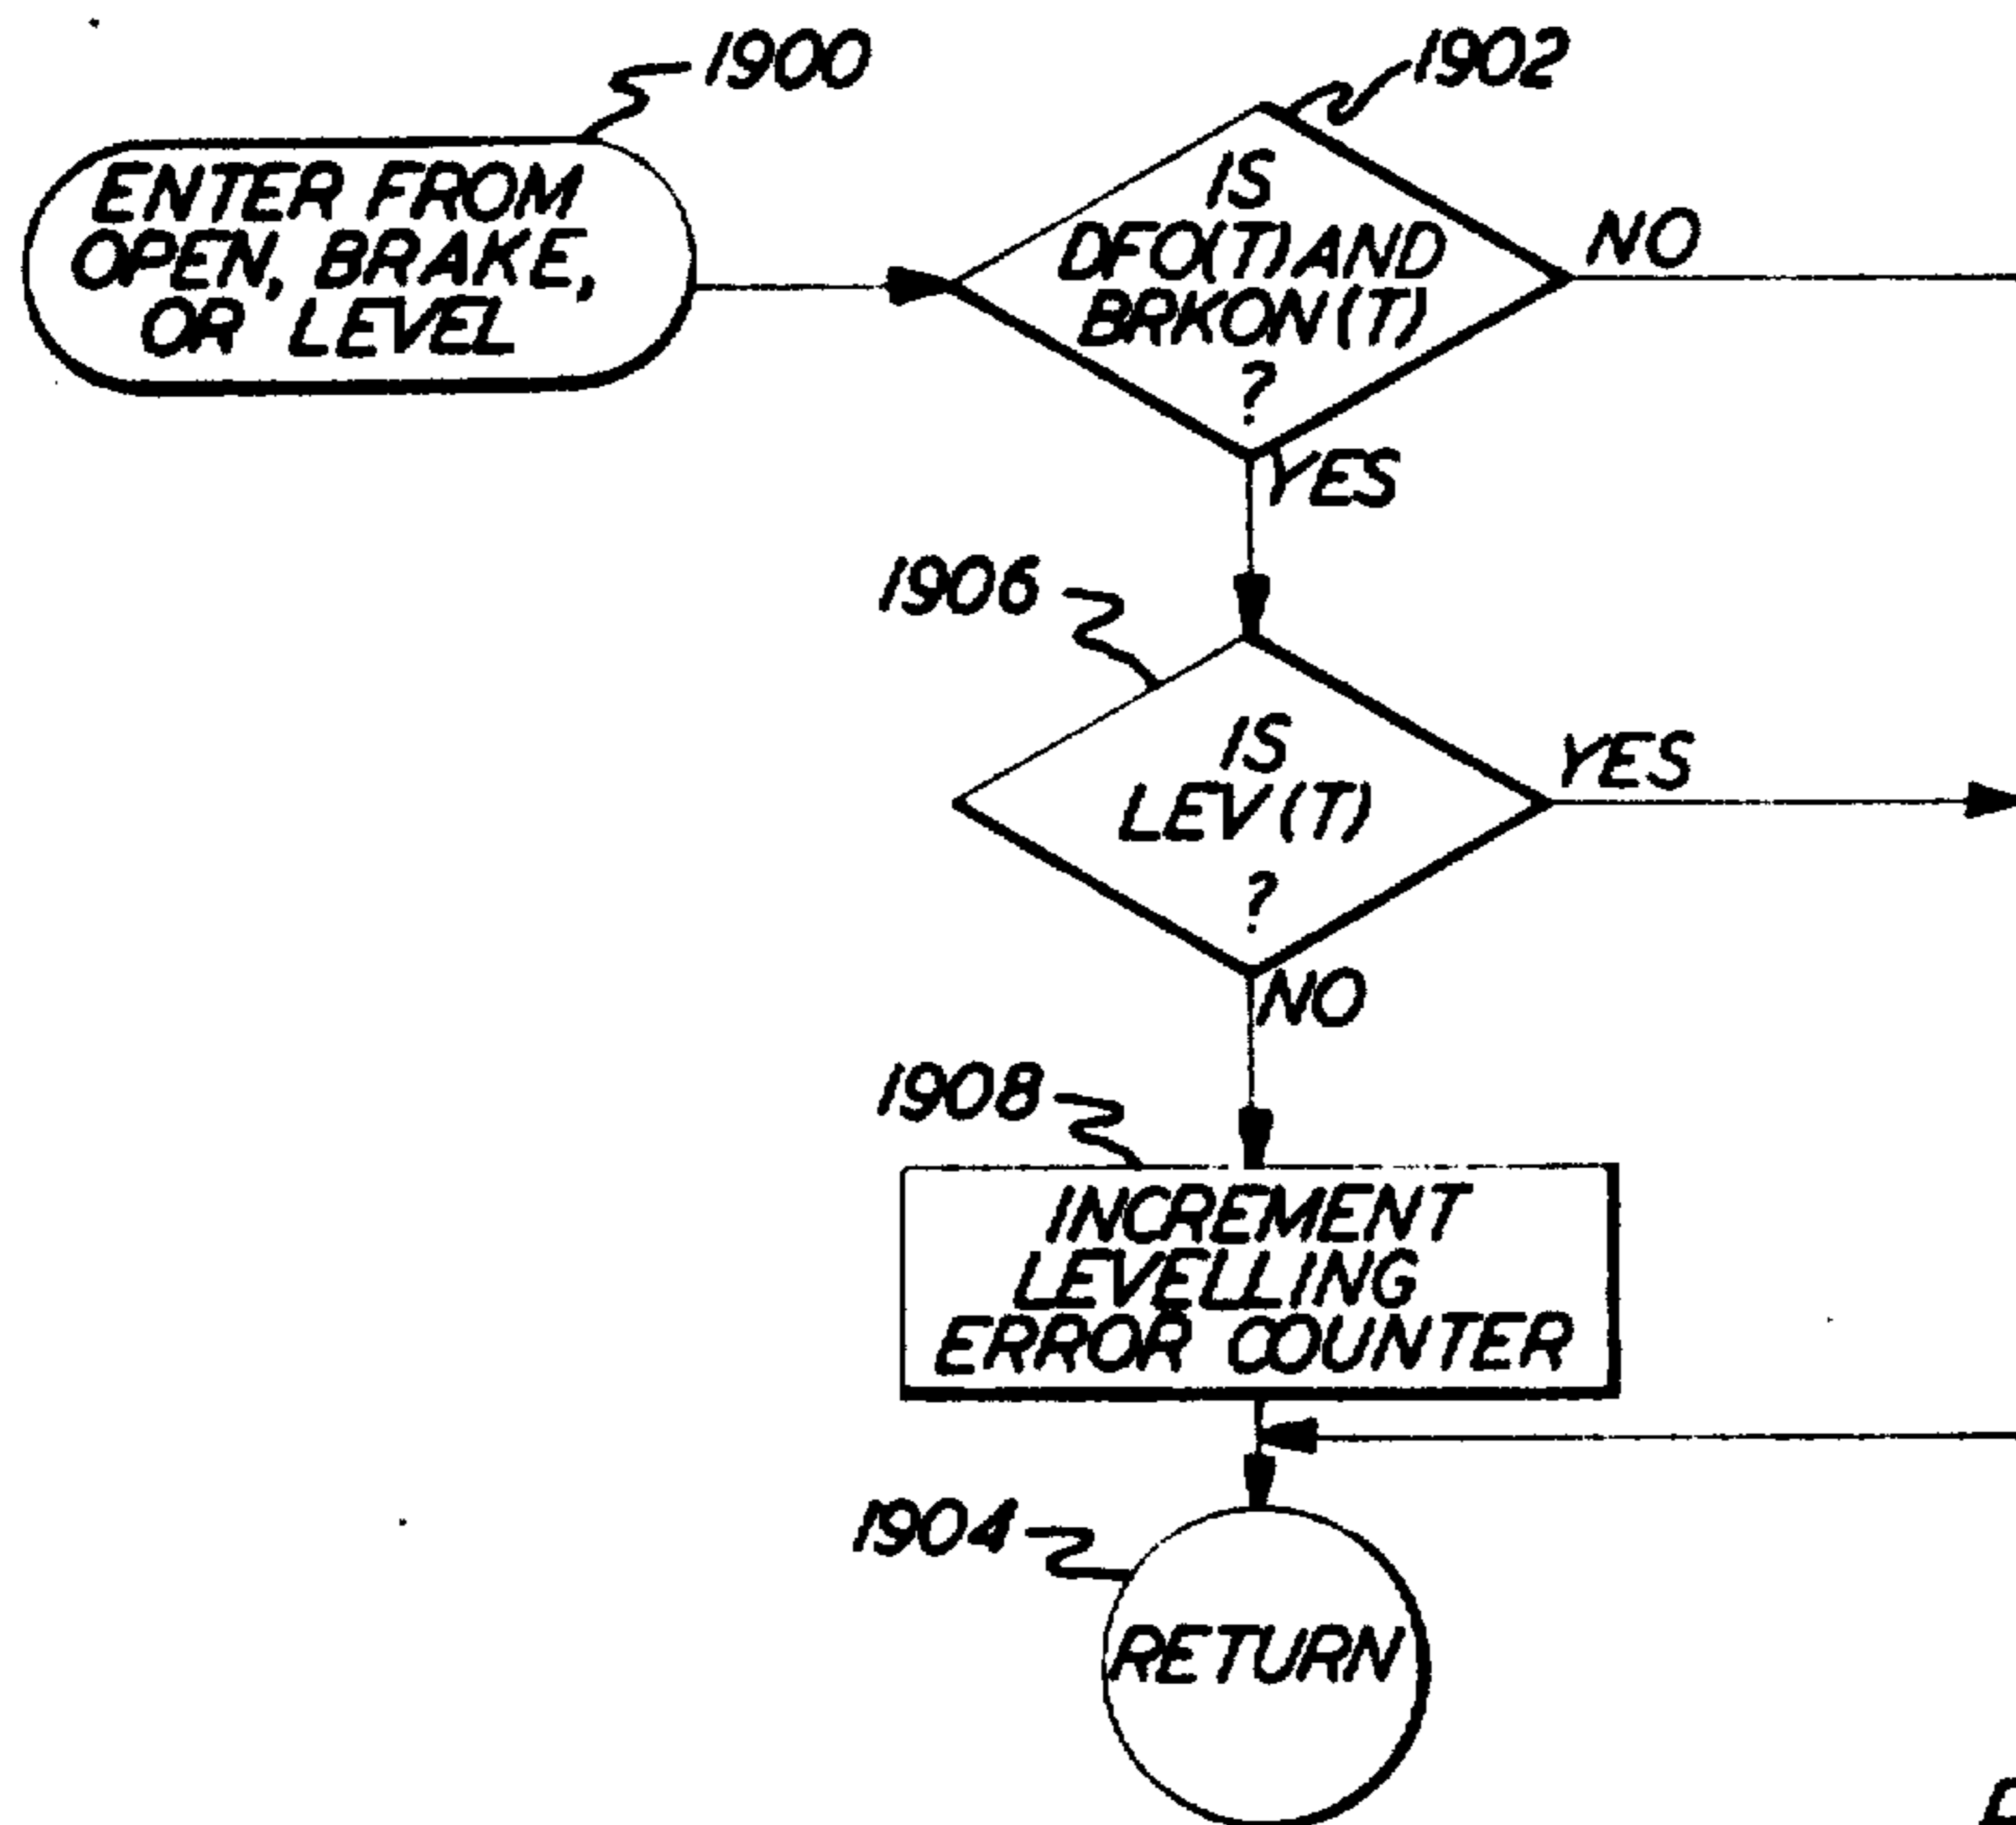 1900
ENTER FROM
OPEN, BRAKE,
OR LEVEL
1902
IS
DFO(T) AND
BRKON(T)
?
NO
YES
1906
IS
LEV(T)
?
YES
NO
1908
INCREMENT
LEVELLING
ERROR COUNTER
1904
RETURN